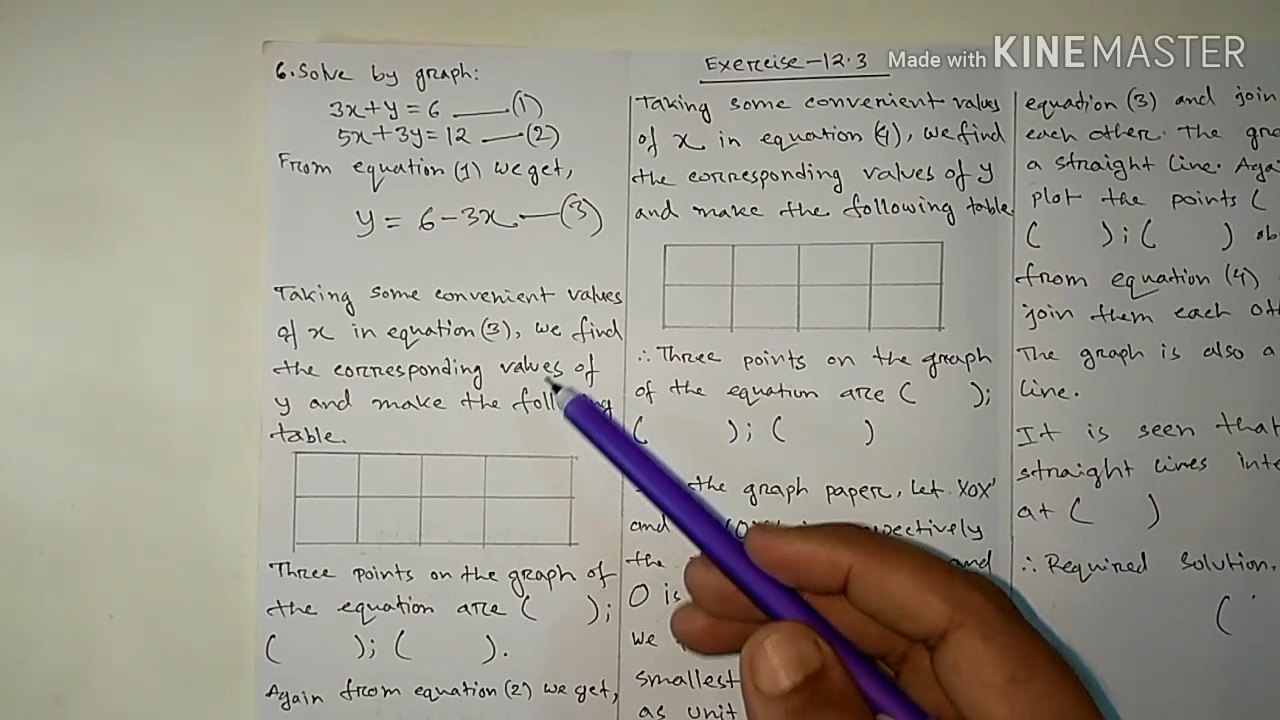 Made with KINEMASTER
Exercise-12.3
6. Solve by graph:
3x+y=6 —(1)
5x+3y=12 —(2)
From equation (1) we get,
y = 6-3x —(3)
Taking some convenient values
of x in equation (3), we find
the corresponding values of
y and make the
table.
Three points on the graph of
the equation are (     );
(     ); (     ).
Again from equation (2) we get,
Taking some convenient values
of x in equation (4), we find
the corresponding values of y
and make the following table
∴ Three points on the graph
of the equation are (     );
(     ); (     )
the graph paper, let XOX'
and          respectively
the          and
O is
we
smallest
as unit
equation (3) and join
each other. The
a straight line.
plot the points (
(     ); (     )
from equation (4)
join them each
The graph is also a
line.
It is seen that
straight lines
at (     )
∴ Required solution,
(